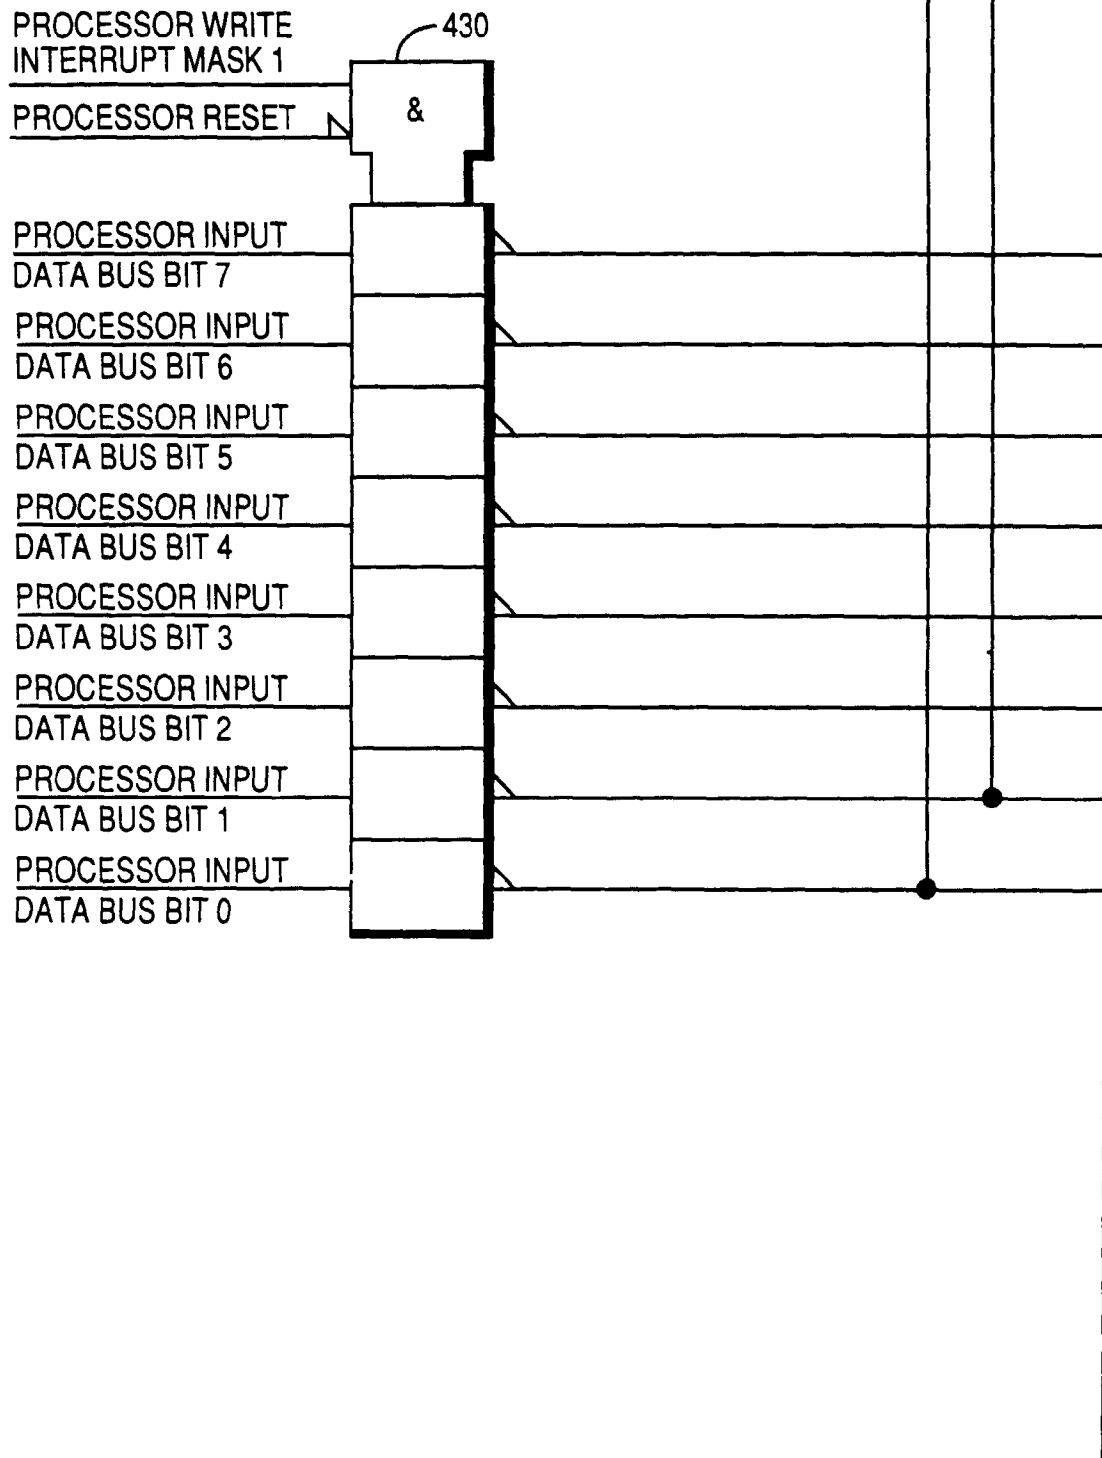 PROCESSOR WRITE
INTERRUPT MASK 1
430
PROCESSOR RESET
&
PROCESSOR INPUT
DATA BUS BIT 7
PROCESSOR INPUT
DATA BUS BIT 6
PROCESSOR INPUT
DATA BUS BIT 5
PROCESSOR INPUT
DATA BUS BIT 4
PROCESSOR INPUT
DATA BUS BIT 3
PROCESSOR INPUT
DATA BUS BIT 2
PROCESSOR INPUT
DATA BUS BIT 1
PROCESSOR INPUT
DATA BUS BIT 0